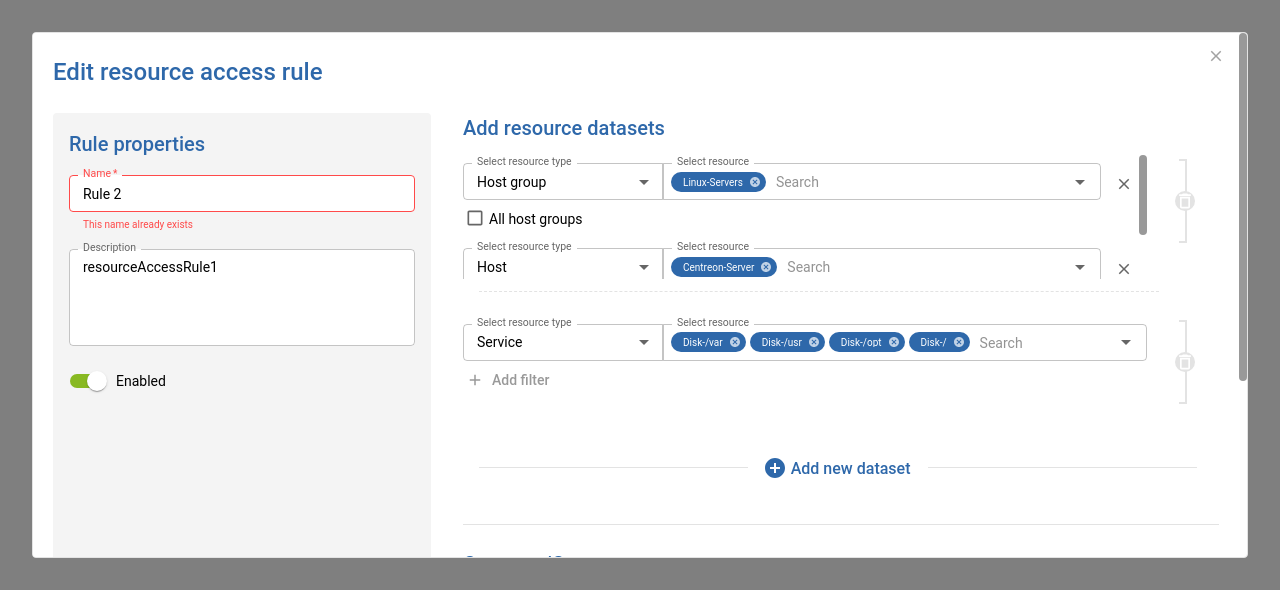 Edit resource access rule
Rule properties
Name *
Rule 2
This name already exists
Description
resourceAccessRule1
Enabled
Add resource datasets
Select resource type
Select resource
Host group
Linux-Servers
Search
All host groups
Select resource type
Select resource
Host
Centreon-Server
Search
Select resource type
Select resource
Service
Disk-/var
Disk-/usr
Disk-/opt
Disk-/
Search
Add filter
Add new dataset